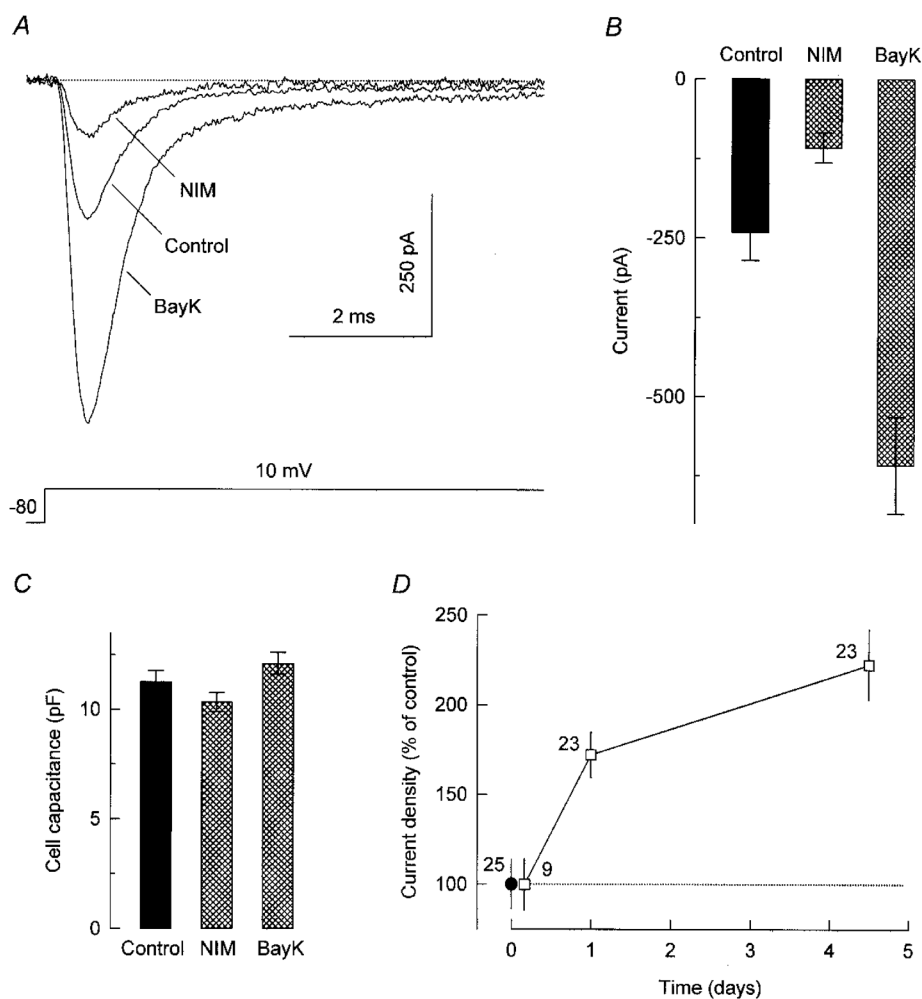 A
NIM
Control
BayK
250 pA
2 ms
10 mV
-80
B
Control NIM BayK
0
-250
-500
Current (pA)
C
10
5
0
Cell capacitance (pF)
Control NIM BayK
D
250
200
150
100
Current density (% of control)
23
23
25
9
0 1 2 3 4 5
Time (days)